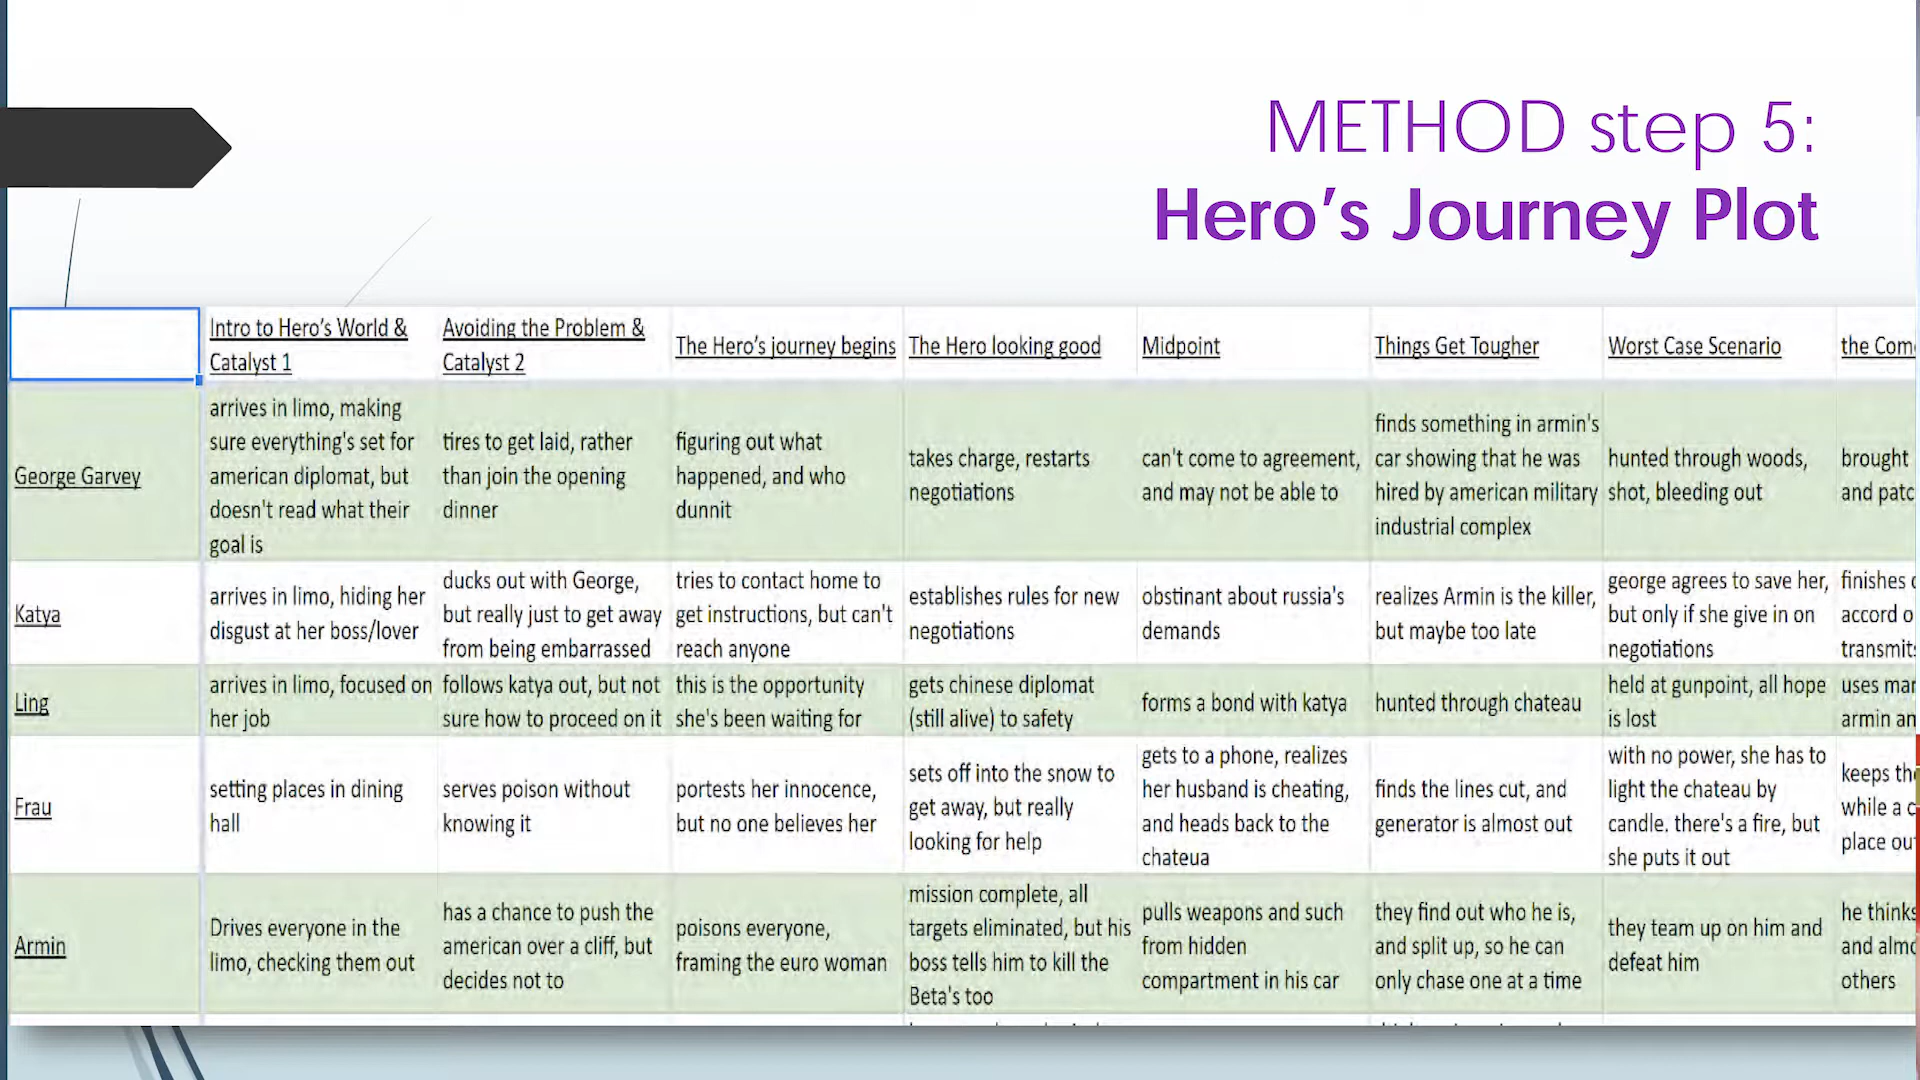 METHOD step 5:
Hero's Journey Plot
Intro to Hero's World &
Catalyst 1
Avoiding the Problem &
Catalyst 2
The Hero's journey begins
The Hero looking good
Midpoint
Things Get Tougher
Worst Case Scenario
the Com
George Garvey
arrives in limo, making
sure everything's set for
american diplomat, but
doesn't read what their
goal is
tires to get laid, rather
than join the opening
dinner
figuring out what
happened, and who
dunnit
takes charge, restarts
negotiations
can't come to agreement,
and may not be able to
finds something in armin's
car showing that he was
hired by american military
industrial complex
hunted through woods,
shot, bleeding out
brought
and patc
Katya
arrives in limo, hiding her
disgust at her boss/lover
ducks out with George,
but really just to get away
from being embarrassed
tries to contact home to
get instructions, but can't
reach anyone
establishes rules for new
negotiations
obstinant about russia's
demands
realizes Armin is the killer,
but maybe too late
george agrees to save her,
but only if she give in on
negotiations
finishes
accord o
transmit
Ling
arrives in limo, focused on
her job
follows katya out, but not
sure how to proceed on it
this is the opportunity
she's been waiting for
gets chinese diplomat
(still alive) to safety
forms a bond with katya
hunted through chateau
held at gunpoint, all hope
is lost
uses mar
armin an
Frau
setting places in dining
hall
serves poison without
knowing it
portests her innocence,
but no one believes her
sets off into the snow to
get away, but really
looking for help
gets to a phone, realizes
her husband is cheating,
and heads back to the
chateua
finds the lines cut, and
generator is almost out
with no power, she has to
light the chateau by
candle. there's a fire, but
she puts it out
keeps the
while a c
place ou
Armin
Drives everyone in the
limo, checking them out
has a chance to push the
american over a cliff, but
decides not to
poisons everyone,
framing the euro woman
mission complete, all
targets eliminated, but his
boss tells him to kill the
Beta's too
pulls weapons and such
from hidden
compartment in his car
they find out who he is,
and split up, so he can
only chase one at a time
they team up on him and
defeat him
he thinks
and almo
others